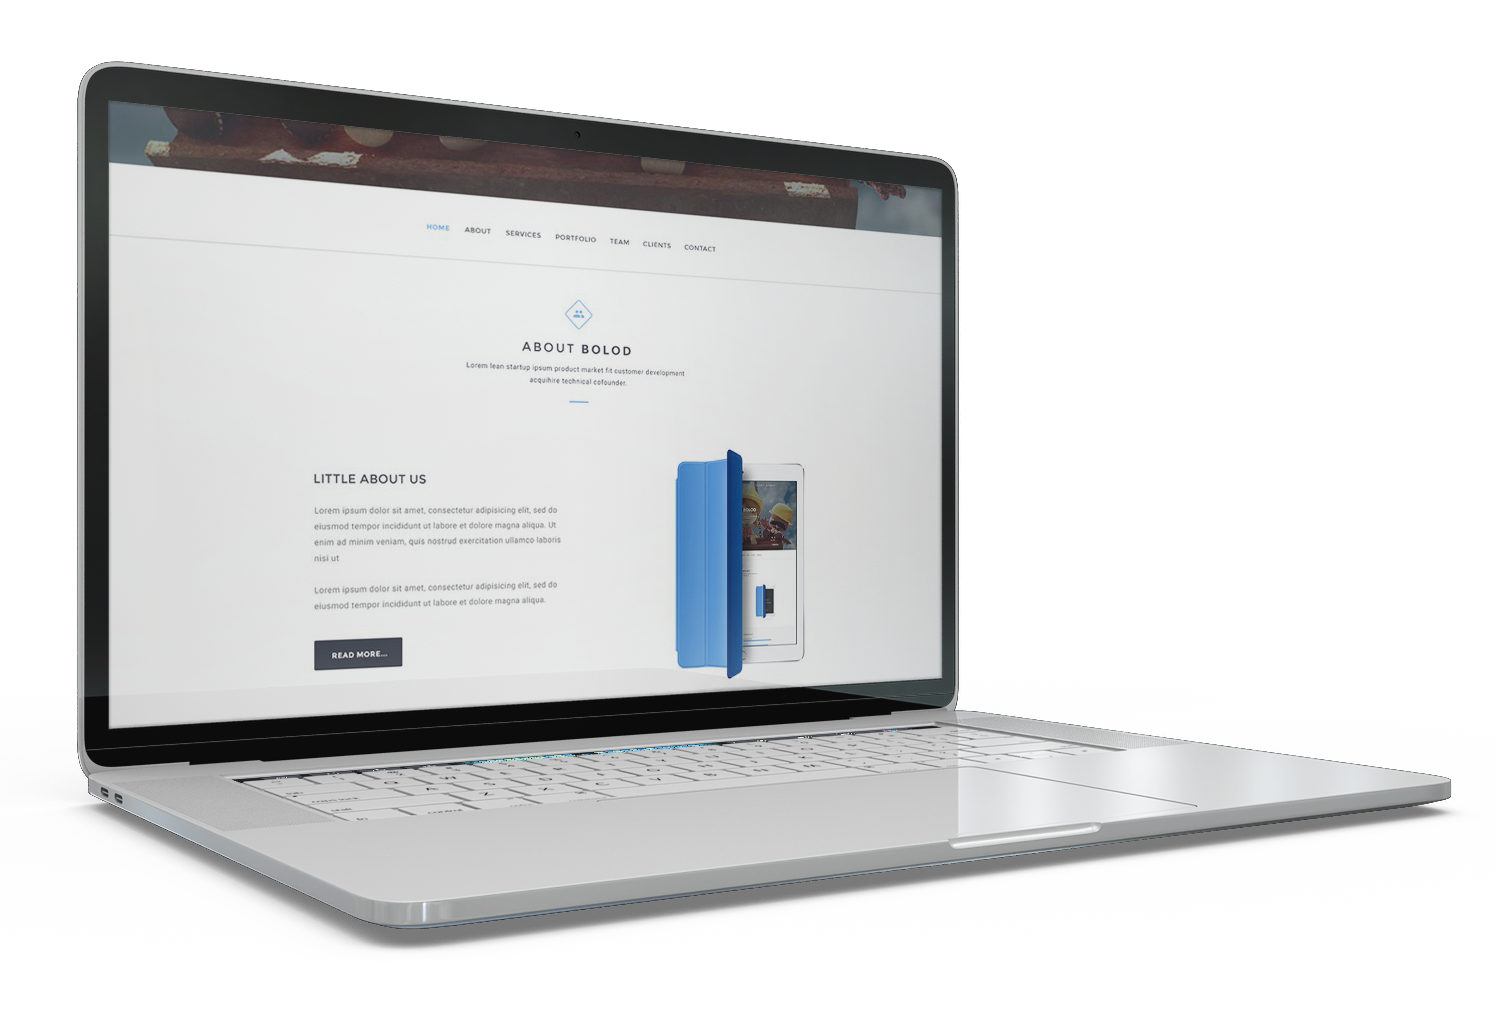 HOME ABOUT SERVICES PORTFOLIO TEAM CLIENTS CONTACT
ABOUT BOLOD
Lorem lean startup ipsum product market fit customer development
acquihire technical cofounder.
LITTLE ABOUT US
Lorem ipsum dolor sit amet, consectetur adipisicing elit, sed do
eiusmod tempor incididunt ut labore et dolore magna aliqua. Ut
enim ad minim veniam, quis nostrud exercitation ullamco laboris
nisi ut
Lorem ipsum dolor sit amet, consectetur adipisicing elit, sed do
eiusmod tempor incididunt ut labore et dolore magna aliqua.
READ MORE...
BOLOD